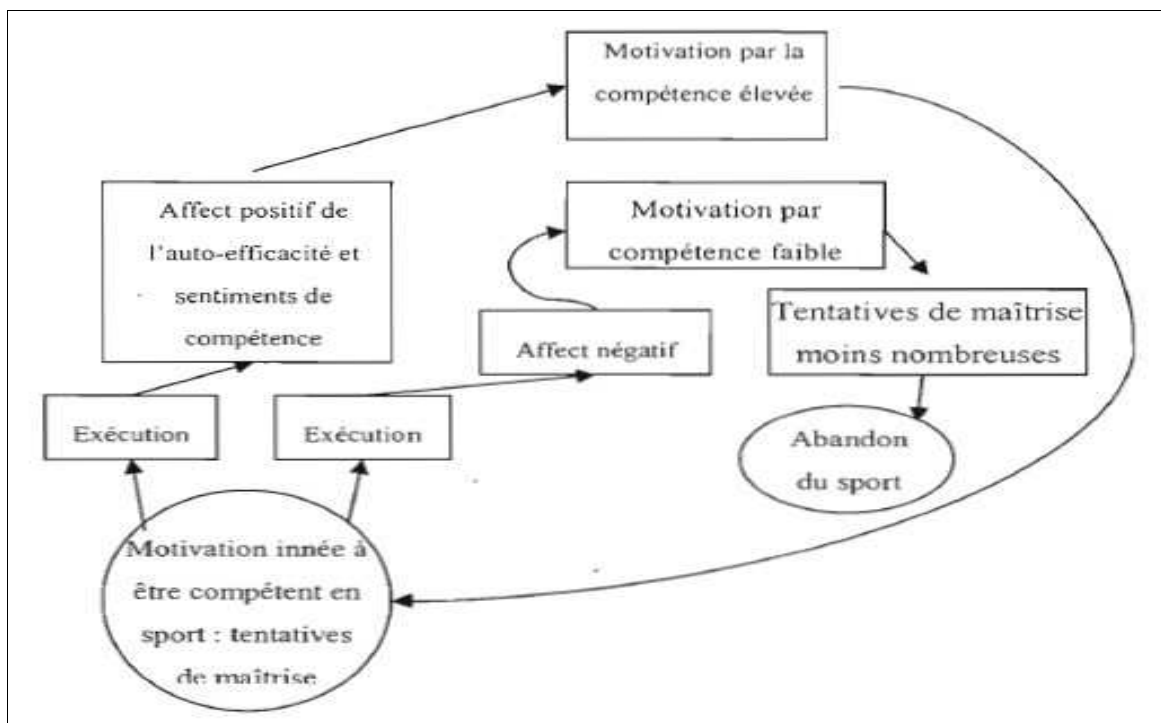 Motivation par la
compétence élevée
Affect positif de
l'auto-efficacité et
sentiments de
compétence
Motivation par
compétence faible
Affect négatif
Tentatives de maîtrise
moins nombreuses
Exécution
Exécution
Abandon
du sport
Motivation innée à
être compétent en
sport : tentatives
de maîtrise